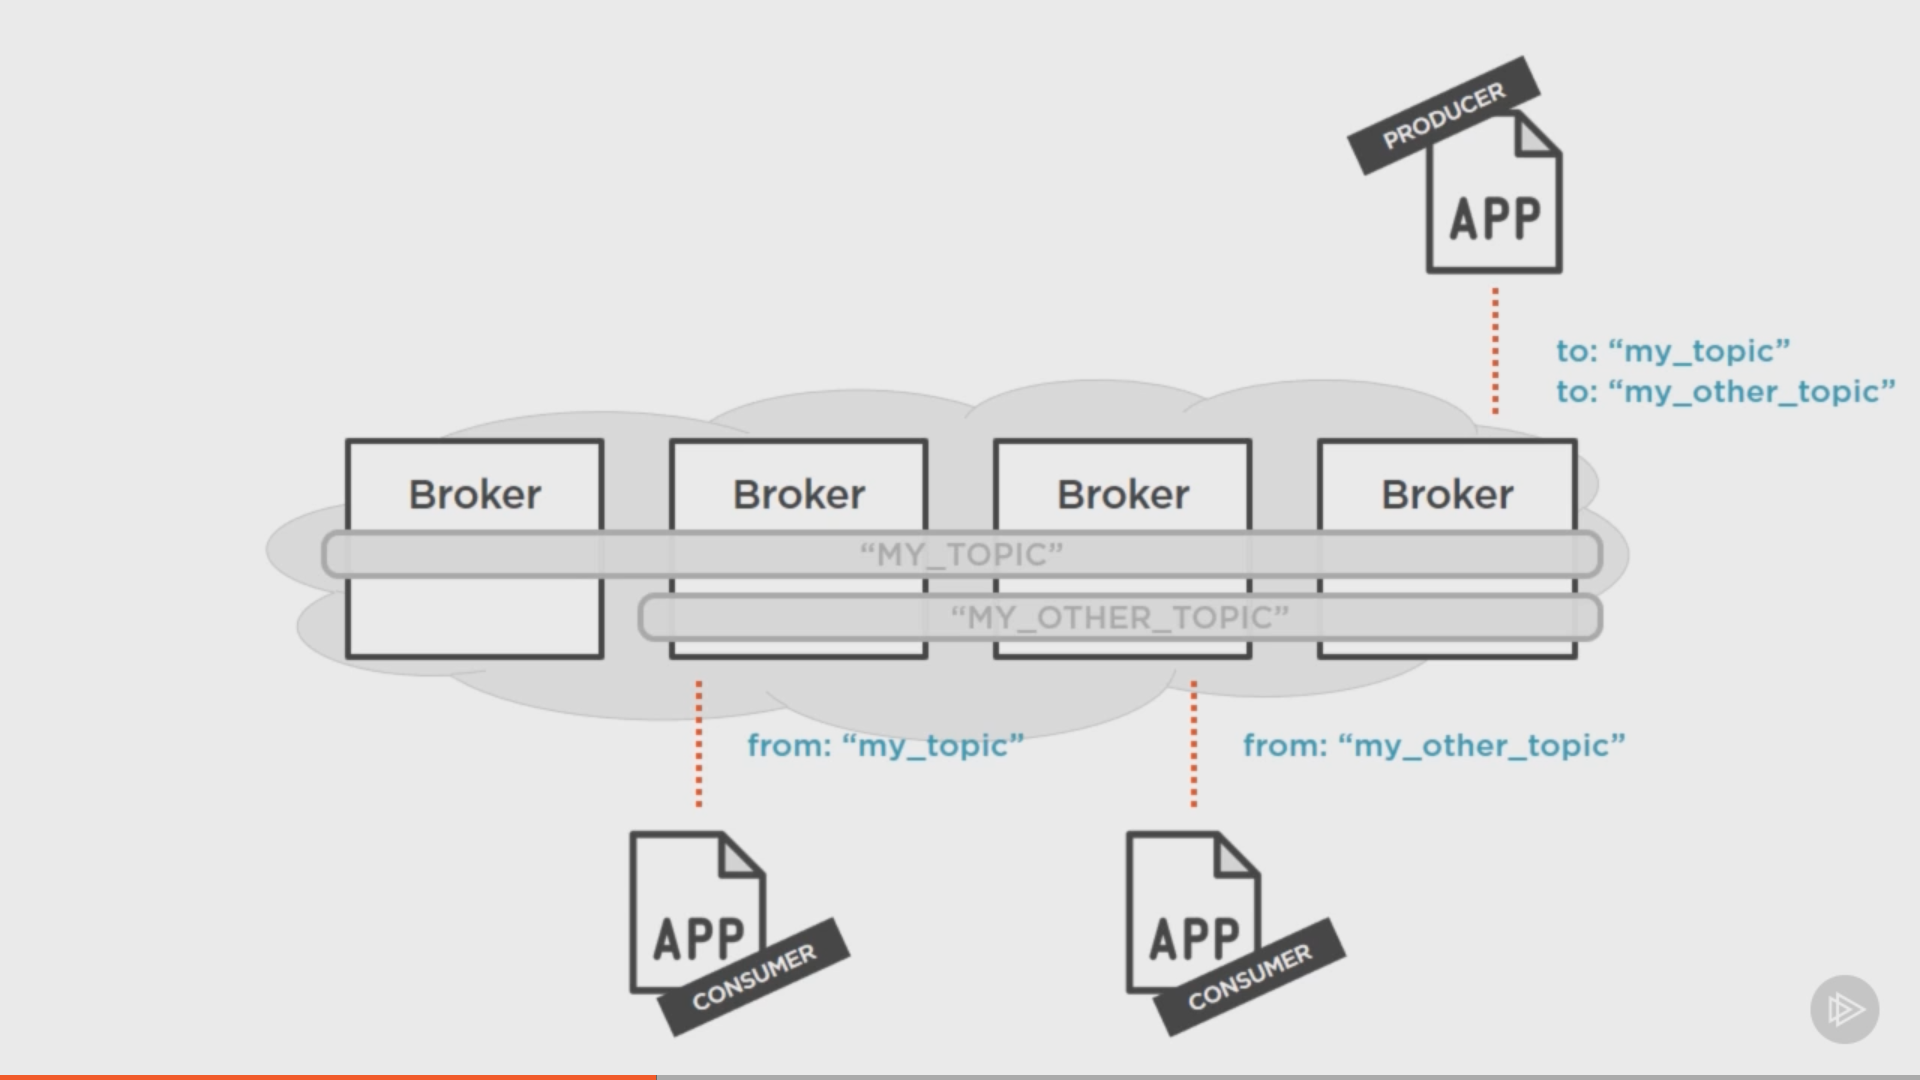 PRODUCER
APP
to: “my_topic”
to: “my_other_topic”
Broker
Broker
Broker
Broker
“MY_TOPIC”
“MY_OTHER_TOPIC”
from: “my_topic”
from: “my_other_topic”
APP
CONSUMER
APP
CONSUMER